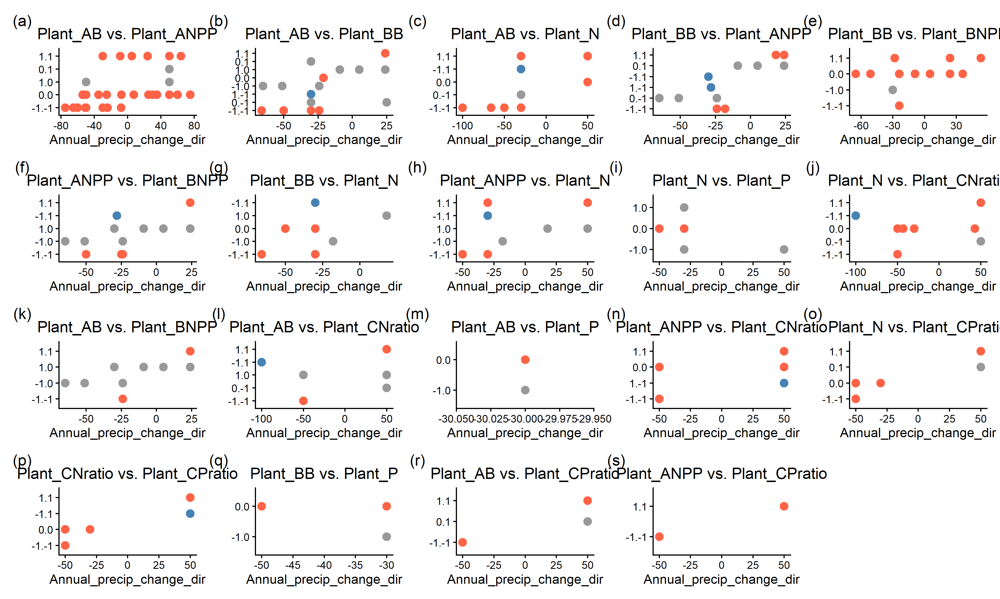 (a) (b) (c) (d) (e)
Plant_AB vs. Plant_ANPP
1.1
0.1
1.0
0.0
-1.-1
-80 -40 0 40 80
Annual_precip_change_dir
Plant_AB vs. Plant_BB
1.1
0.1
1.0
0.0
-1.0
1.-1
0.-1
-1.-1
-50 -25 0 25
Annual_precip_change_dir
Plant_AB vs. Plant_N
1.1
-1.1
0.0
0.-1
-1.-1
-100 -50 0 50
Annual_precip_change_dir
Plant_BB vs. Plant_ANPP
1.1
0.1
-1.1
1.-1
0.-1
-1.-1
-50 -25 0 25
Annual_precip_change_dir
Plant_BB vs. Plant_BNPP
1.1
0.0
-1.0
-1.-1
-60 -30 0 30
Annual_precip_change_dir
(f) (g) (h) (i) (j)
Plant_ANPP vs. Plant_BNPP
1.1
-1.1
1.0
-1.0
-1.-1
-50 -25 0 25
Annual_precip_change_dir
Plant_BB vs. Plant_N
-1.1
1.0
0.0
-1.0
-1.-1
-50 -25 0
Annual_precip_change_dir
Plant_ANPP vs. Plant_N
1.1
-1.1
1.0
-1.0
-1.-1
-50 -25 0 25 50
Annual_precip_change_dir
Plant_N vs. Plant_P
1.0
0.0
-1.0
-50 -25 0 25 50
Annual_precip_change_dir
Plant_N vs. Plant_CNrati
1.1
-1.1
0.0
0.-1
-1.-1
-100 -50 0 50
Annual_precip_change_dir
(k) (l) (m) (n) (o)
Plant_AB vs. Plant_BNPP
1.1
1.0
-1.0
-1.-1
-50 -25 0 25
Annual_precip_change_dir
Plant_AB vs. Plant_CNratio
1.1
-1.1
1.0
0.-1
-1.-1
-100 -50 0 50
Annual_precip_change_dir
Plant_AB vs. Plant_P
0.0
-1.0
-30.050 -30.025 -30.000 -29.975 -29.950
Annual_precip_change_dir
Plant_ANPP vs. Plant_CNratio
1.1
0.0
1.-1
-1.-1
-50 -25 0 25 50
Annual_precip_change_dir
Plant_N vs. Plant_CPrati
1.1
0.1
0.0
-1.-1
-50 -25 0 25 50
Annual_precip_change_dir
(p) (q) (r) (s)
Plant_CNratio vs. Plant_CPratio
1.1
-1.1
0.0
-1.-1
-50 -25 0 25 50
Annual_precip_change_dir
Plant_BB vs. Plant_P
0.0
-1.0
-50 -45 -40 -35 -30
Annual_precip_change_dir
Plant_AB vs. Plant_CPratio
1.1
0.1
-1.-1
-50 -25 0 25 50
Annual_precip_change_dir
Plant_ANPP vs. Plant_CPratio
1.1
-1.-1
-50 -25 0 25 50
Annual_precip_change_dir